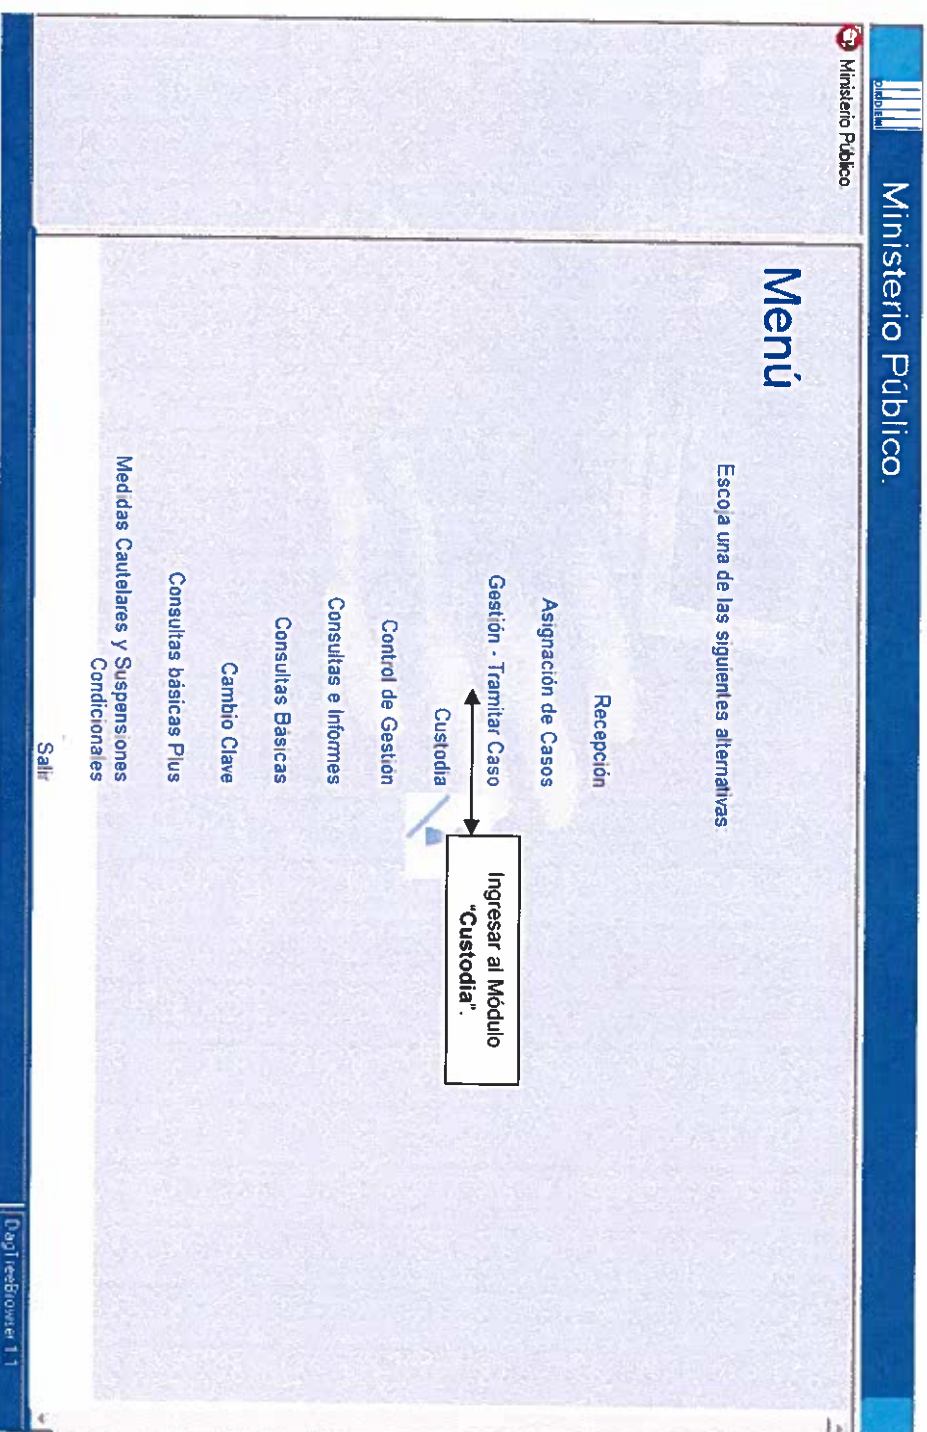 Ministerio Público.
Ministerio Público.
Menú
Escoja una de las siguientes alternativas:
Recepción
Asignación de Casos
Gestión - Tramitar Caso
Custodia
Control de Gestión
Consultas e Informes
Consultas Básicas
Cambio Clave
Consultas básicas Plus
Medidas Cautelares y Suspensiones
Condicionales
Salir
Ingresar al Módulo
"Custodia".
DagTreeBrowser 1.1